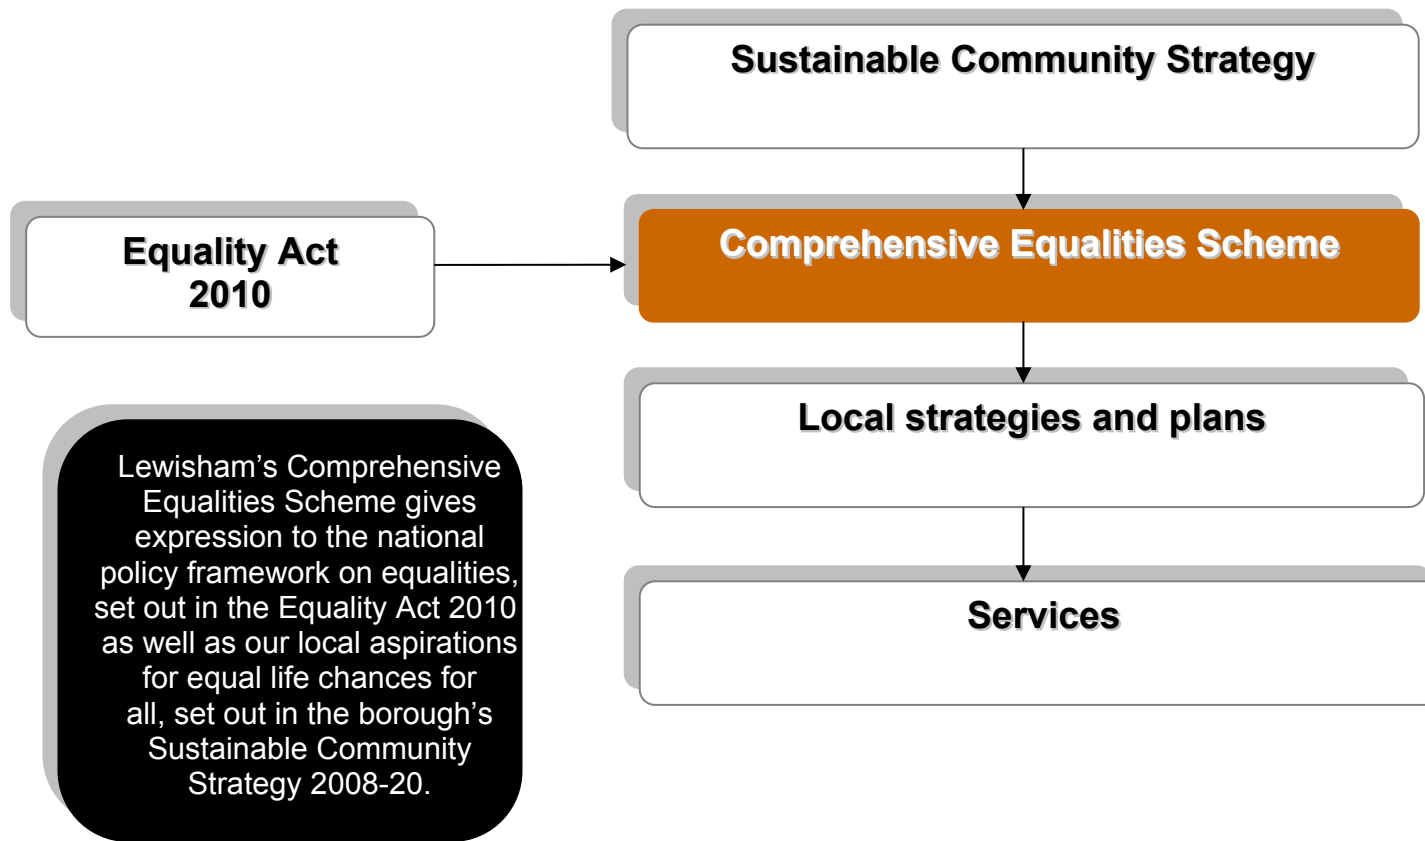 Sustainable Community Strategy
Equality Act
2010
Comprehensive Equalities Scheme
Local strategies and plans
Services
Lewisham’s Comprehensive
Equalities Scheme gives
expression to the national
policy framework on equalities,
set out in the Equality Act 2010
as well as our local aspirations
for equal life chances for
all, set out in the borough’s
Sustainable Community
Strategy 2008-20.